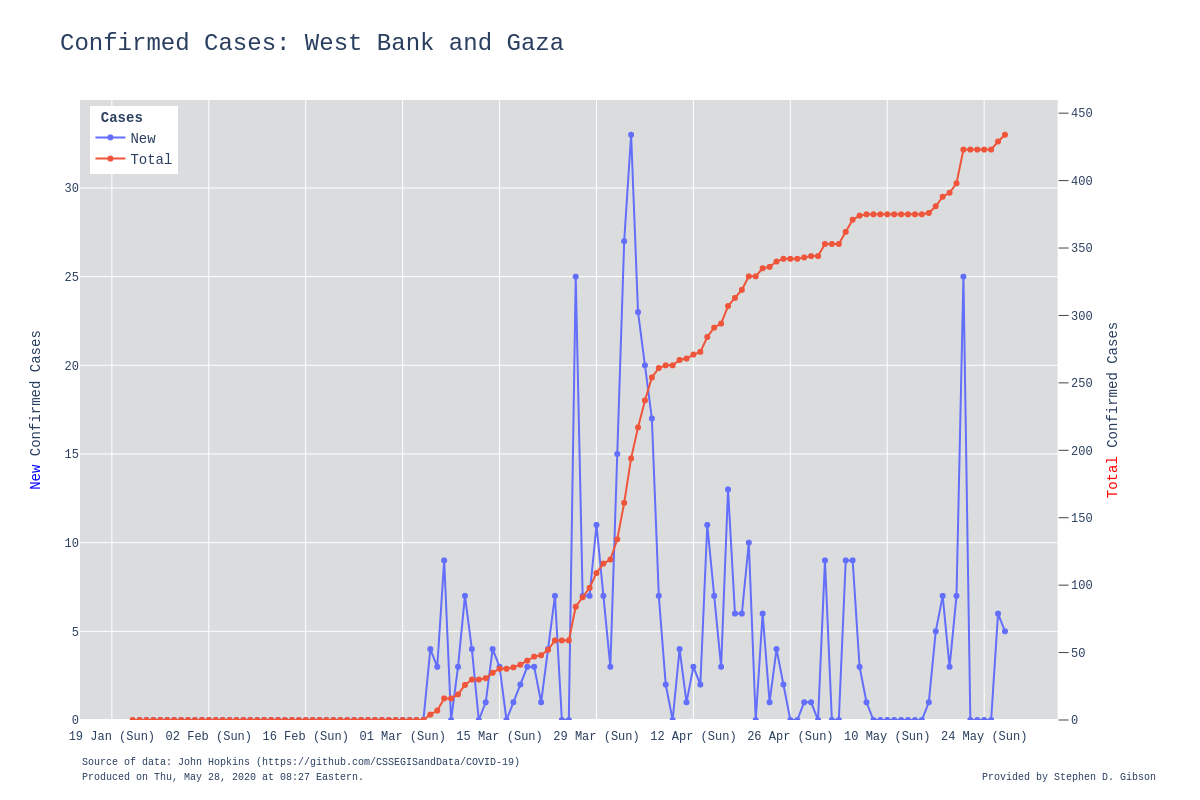 Confirmed Cases: West Bank and Gaza
Cases
New
Total
New Confirmed Cases
30
25
20
15
10
5
0
450
400
350
300
250
200
150
100
50
0
Total Confirmed Cases
19 Jan (Sun) 02 Feb (Sun) 16 Feb (Sun) 01 Mar (Sun) 15 Mar (Sun) 29 Mar (Sun) 12 Apr (Sun) 26 Apr (Sun) 10 May (Sun) 24 May (Sun)
Source of data: John Hopkins (https://github.com/CSSEGISandData/COVID-19)
Produced on Thu, May 28, 2020 at 08:27 Eastern.
Provided by Stephen D. Gibson